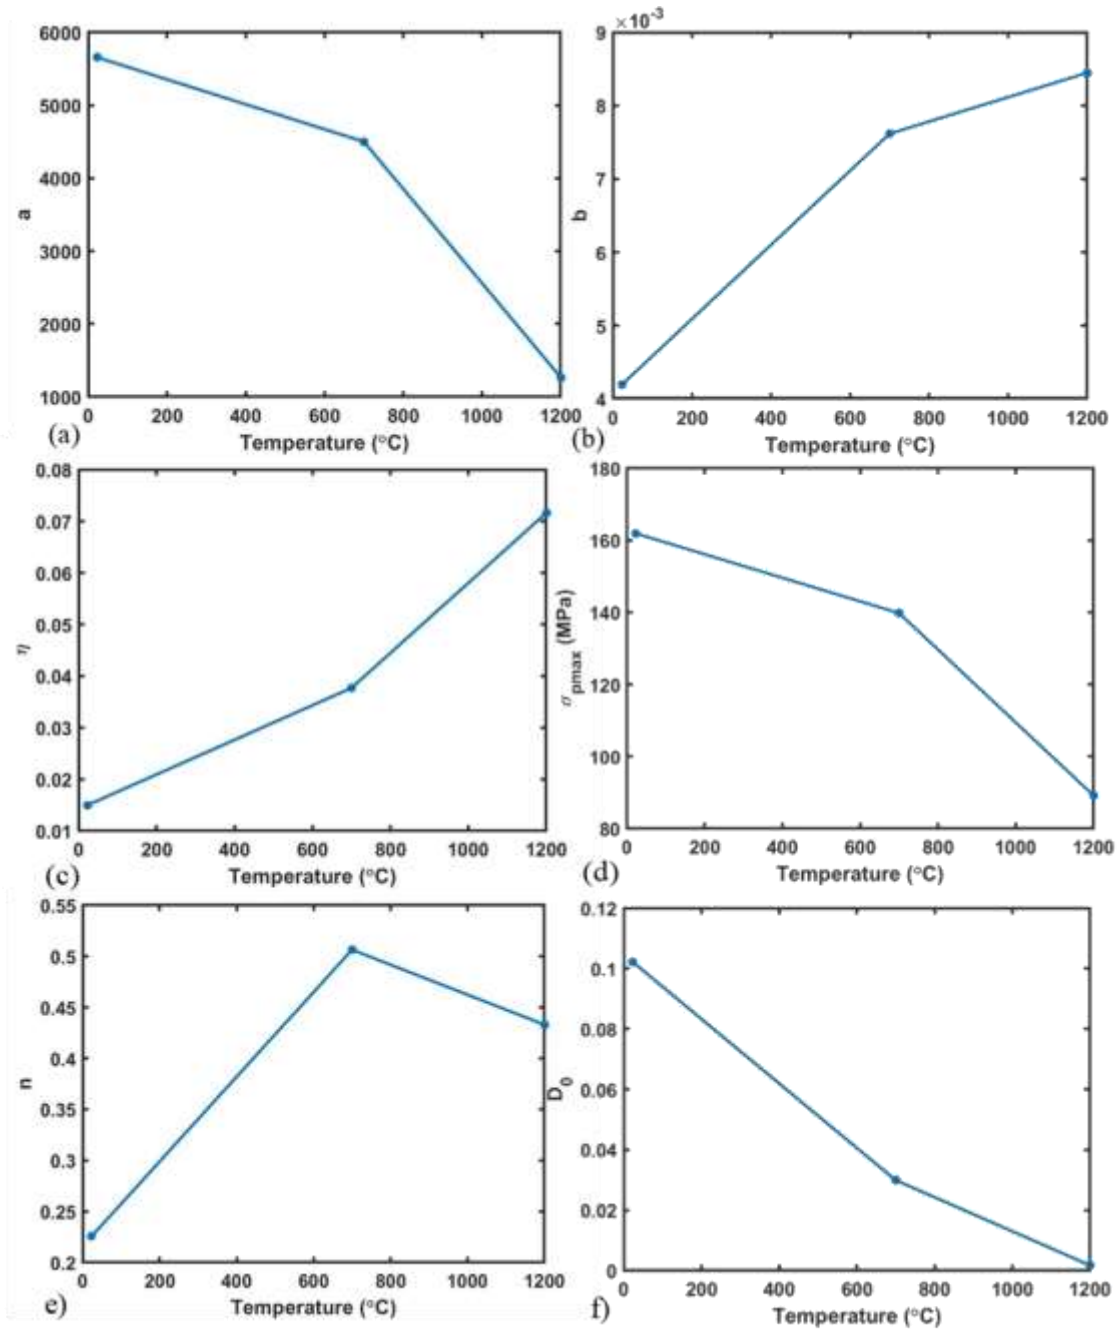 6000
5000
4000
3000
2000
1000
a
0 200 400 600 800 1000 1200
(a) Temperature (°C)
×10⁻³
9
8
7
6
5
4
b
0 200 400 600 800 1000 1200
(b) Temperature (°C)
0.08
0.07
0.06
0.05
0.04
0.03
0.02
0.01
η
0 200 400 600 800 1000 1200
(c) Temperature (°C)
180
160
140
120
100
80
σpmax (MPa)
0 200 400 600 800 1000 1200
(d) Temperature (°C)
0.55
0.5
0.45
0.4
0.35
0.3
0.25
0.2
n
0 200 400 600 800 1000 1200
e) Temperature (°C)
0.12
0.1
0.08
0.06
0.04
0.02
0
D₀
0 200 400 600 800 1000 1200
f) Temperature (°C)